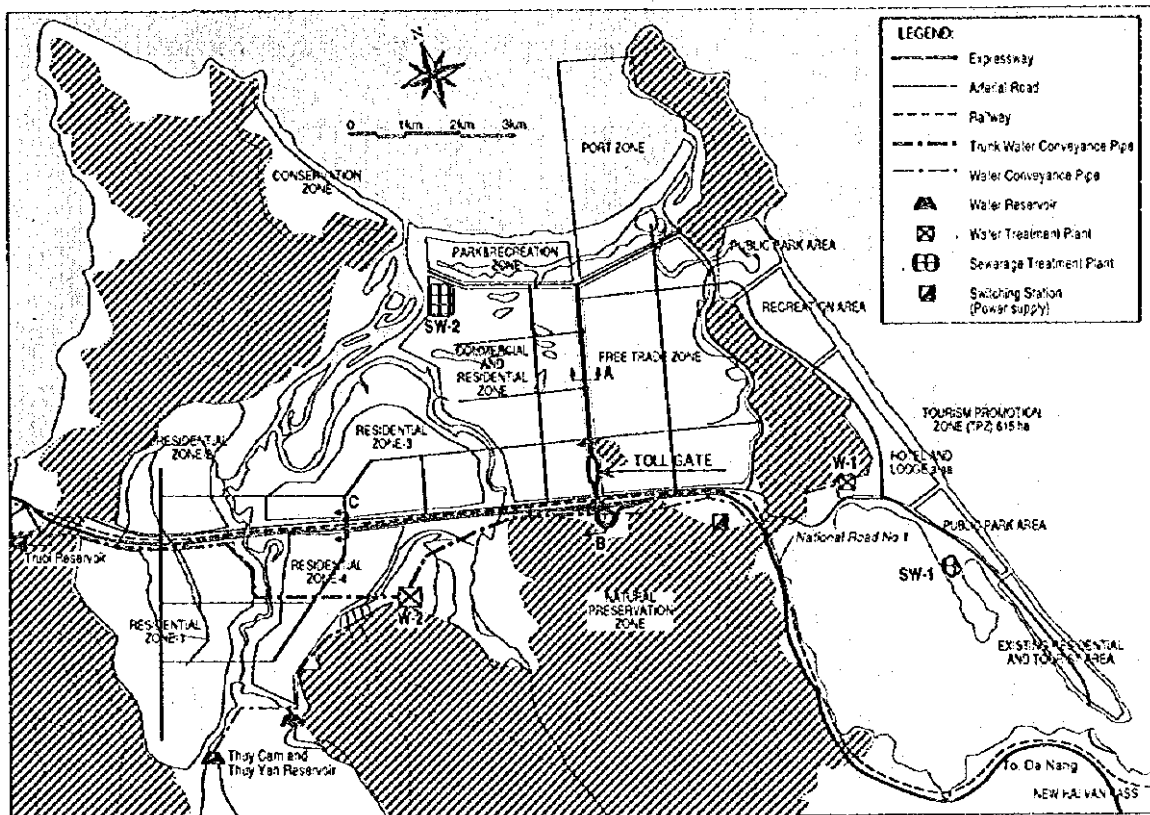 N
0 1km 2km 3km
LEGEND:
Expressway
Arterial Road
Railway
Trunk Water Conveyance Pipe
Water Conveyance Pipe
Water Reservoir
Water Treatment Plant
Sewerage Treatment Plant
Switching Station
(Power supply)
PORT ZONE
CONSERVATION
ZONE
PARK&RECREATION
ZONE
PUBLIC PARK AREA
RECREATION AREA
SW-2
COMMERCIAL
AND
RESIDENTIAL
ZONE
FREE TRADE ZONE
A
TOURISM PROMOTION
ZONE (TPZ) 615 ha
RESIDENTIAL
ZONE-2
RESIDENTIAL
ZONE-3
TOLL GATE
W-1
HOTEL AND
LODGE area
C
PUBLIC PARK AREA
Truoi Reservoir
B
National Road No.1
RESIDENTIAL
ZONE-4
SW-1
W-2
NATURAL
PRESERVATION
ZONE
RESIDENTIAL
ZONE-1
EXISTING RESIDENTIAL
AND TOURIST AREA
Thuy Cam and
Thuy Yen Reservoir
To. Da Nang
NEW HAI VAN PASS